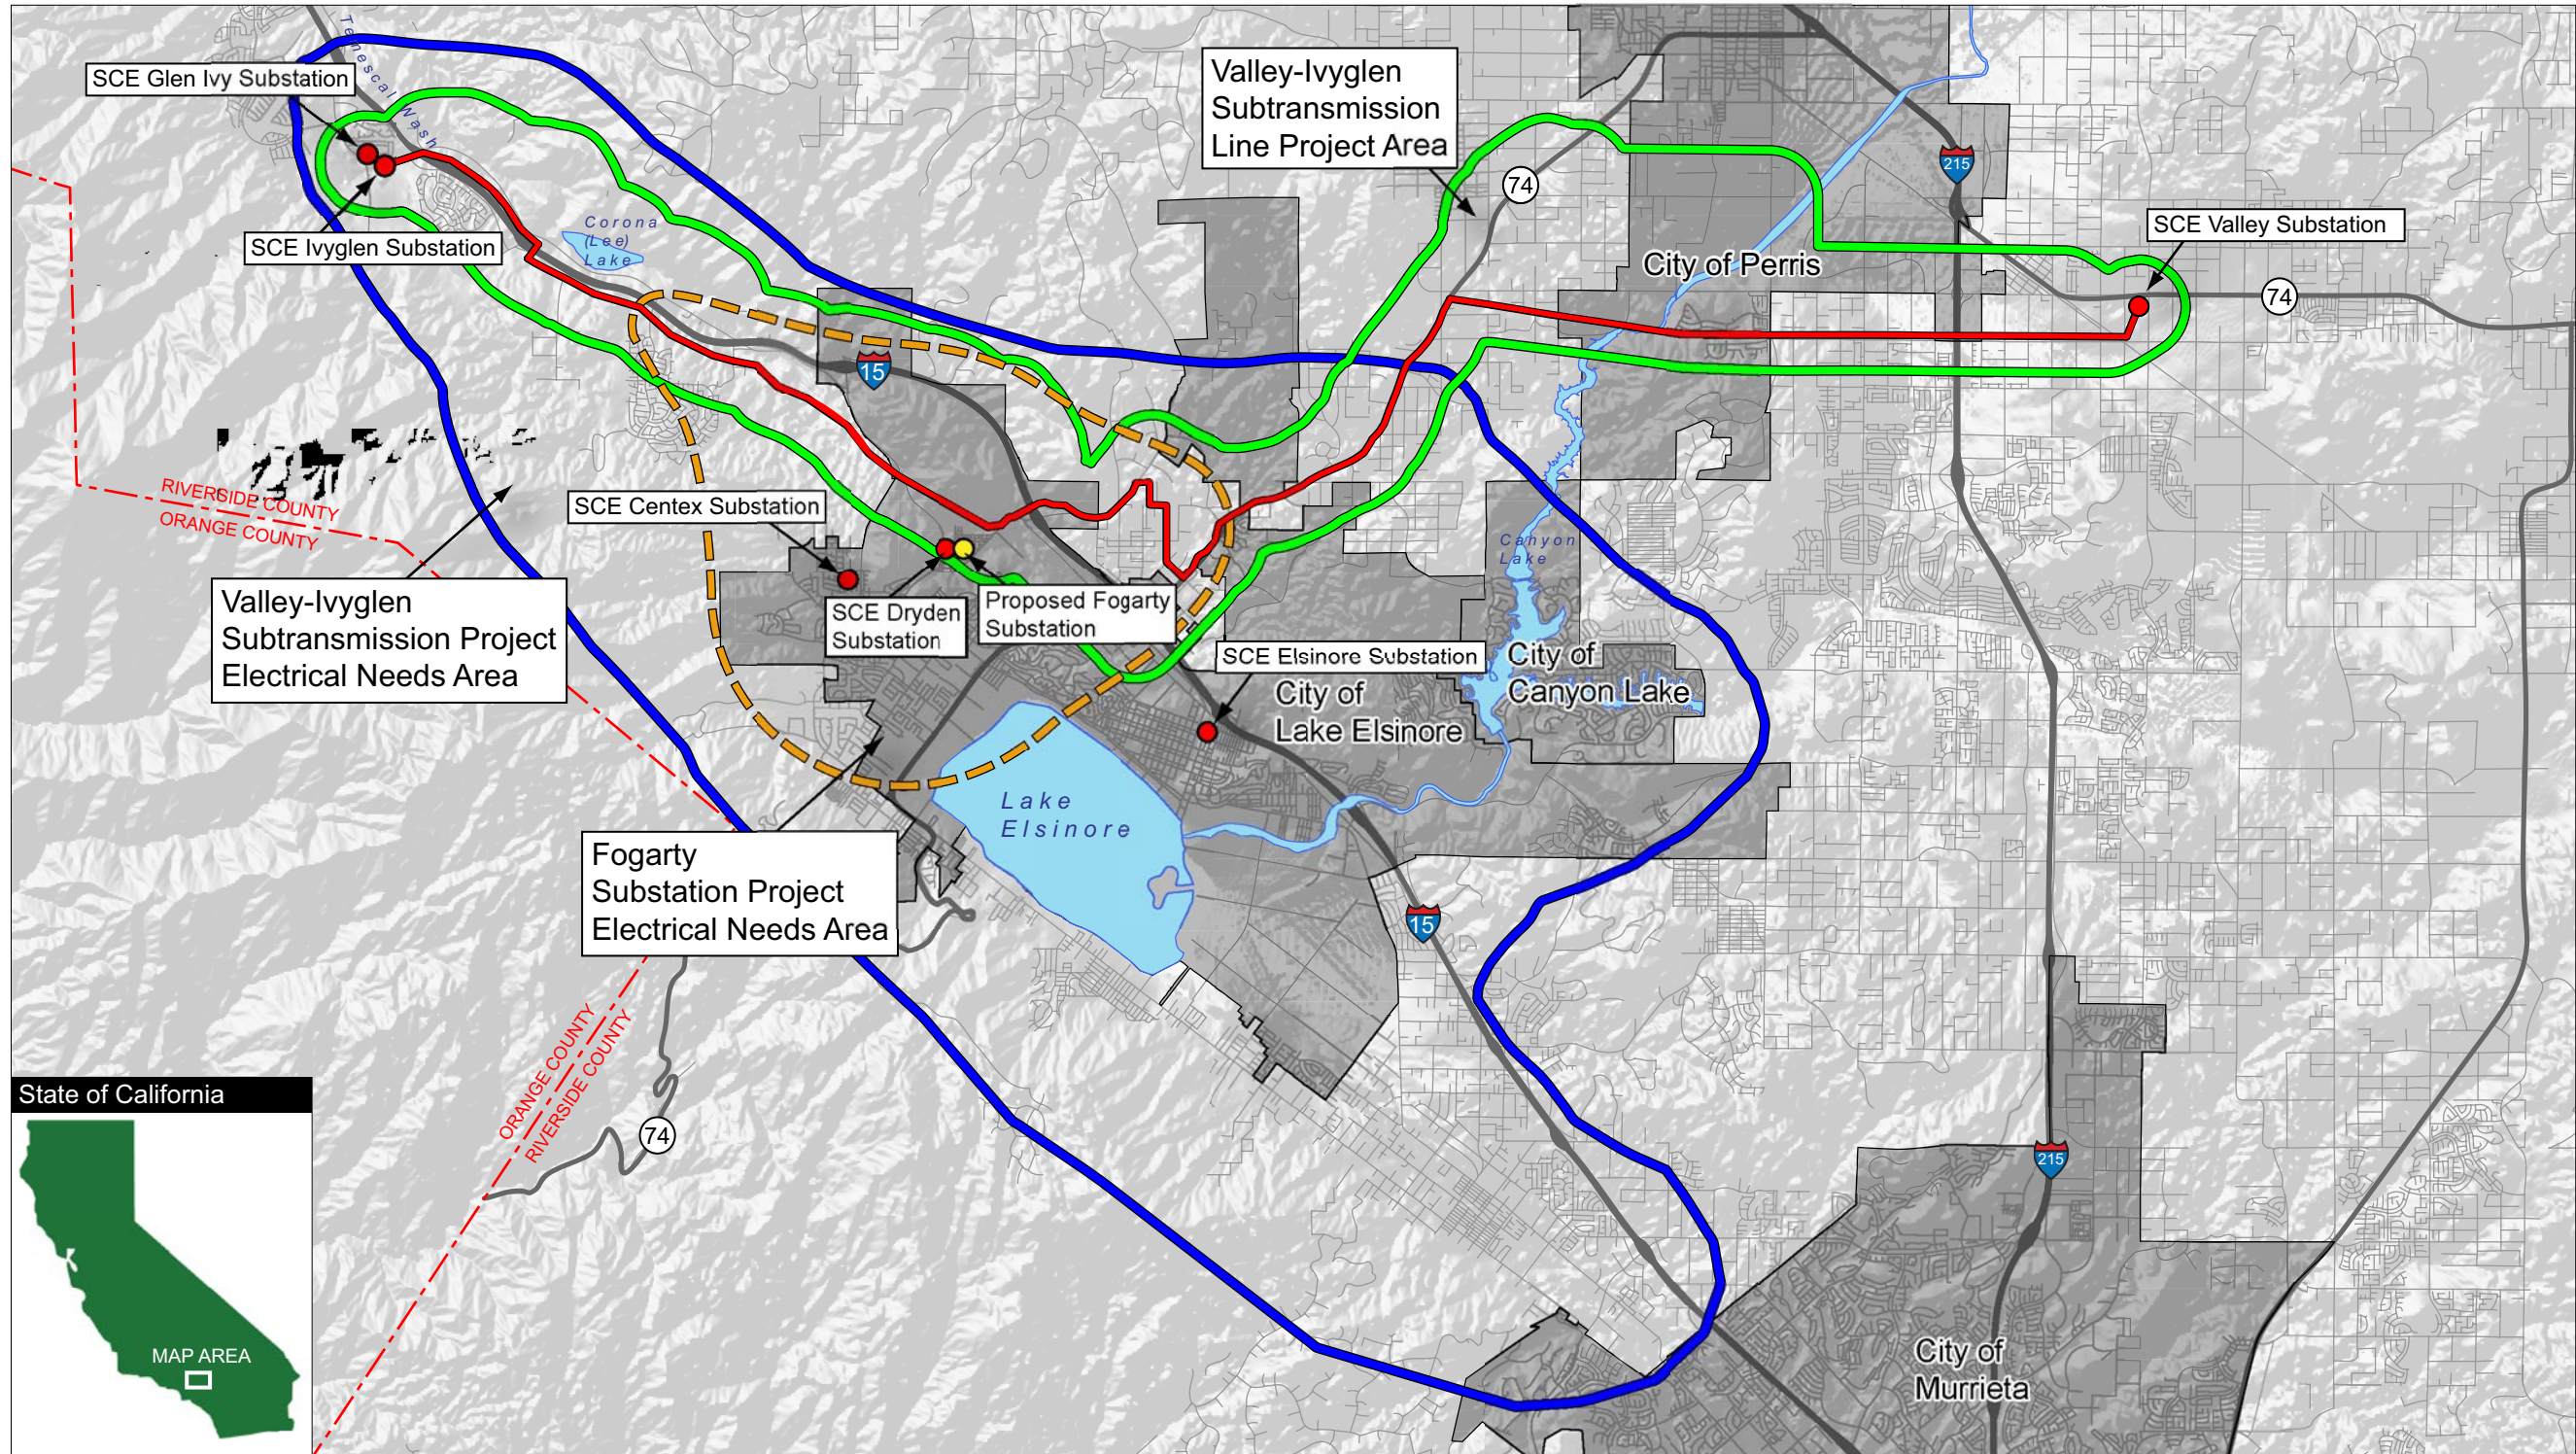 Temescal Wash
SCE Glen Ivy Substation
Valley-Ivyglen
Subtransmission
Line Project Area
74
215
SCE Valley Substation
SCE Ivyglen Substation
Corona
(Lee)
Lake
City of Perris
74
15
RIVERSIDE COUNTY
ORANGE COUNTY
SCE Centex Substation
Canyon
Lake
Valley-Ivyglen
Subtransmission Project
Electrical Needs Area
SCE Dryden
Substation
Proposed Fogarty
Substation
SCE Elsinore Substation
City of
Canyon Lake
City of
Lake Elsinore
Lake
Elsinore
Fogarty
Substation Project
Electrical Needs Area
15
ORANGE COUNTY
RIVERSIDE COUNTY
74
215
State of California
MAP AREA
City of
Murrieta